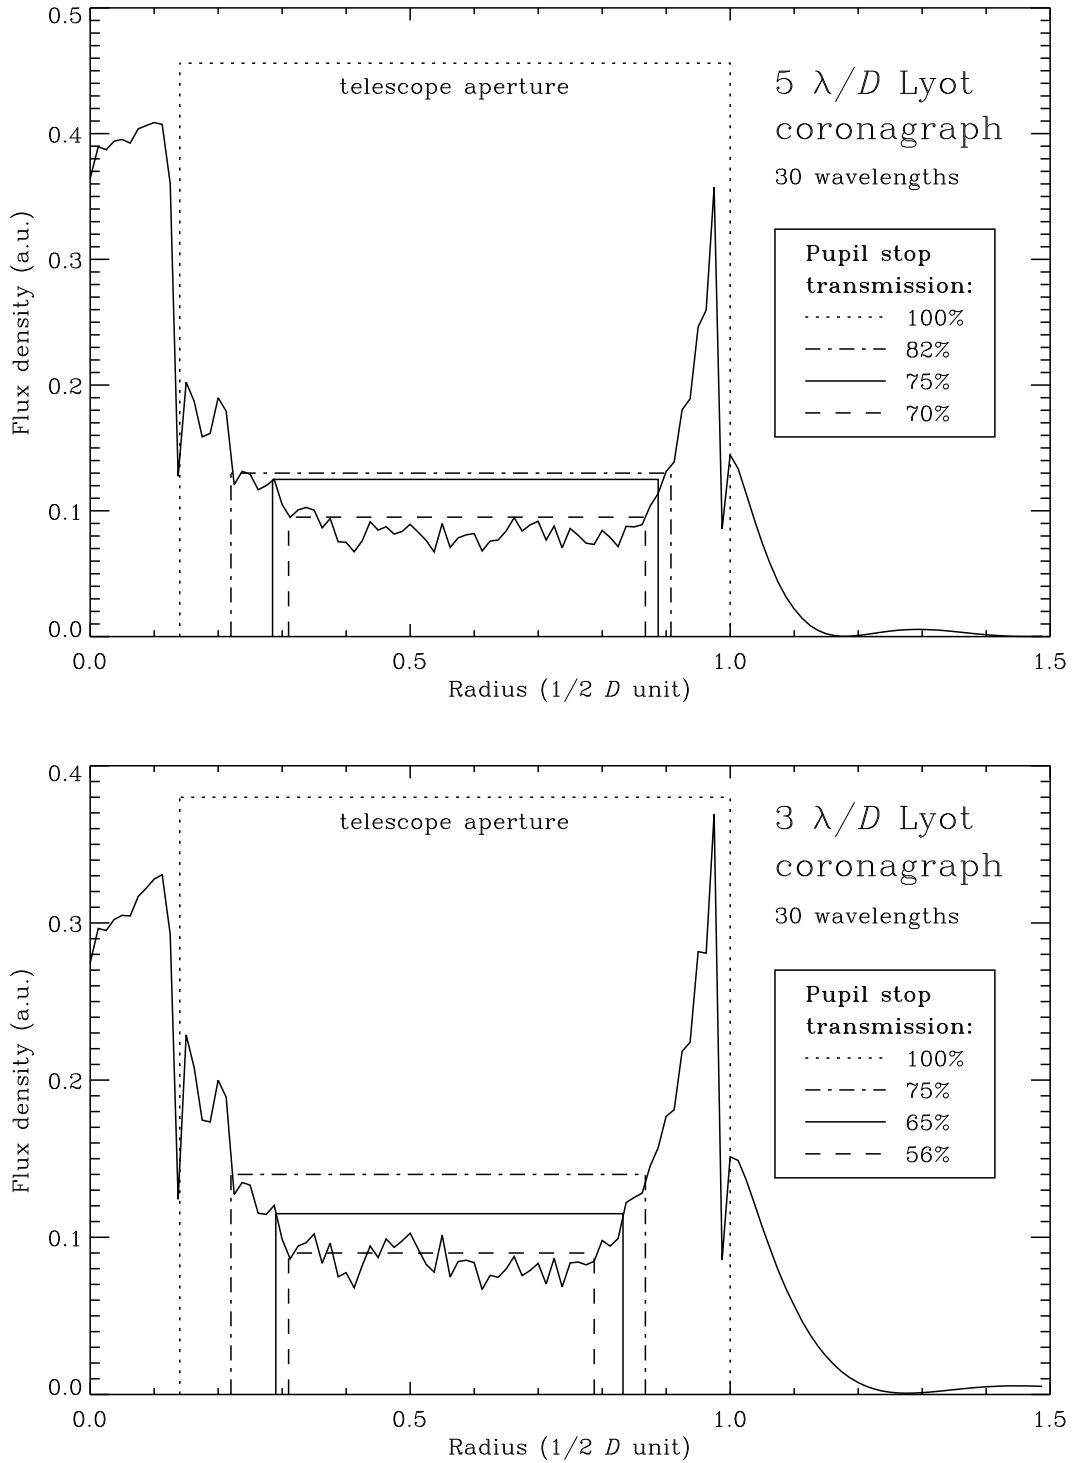 0.5
0.4
0.3
0.2
0.1
0.0
Flux density (a.u.)
telescope aperture
5 λ/D Lyot
coronagraph
30 wavelengths
Pupil stop
transmission:
100%
82%
75%
70%
0.0 0.5 1.0 1.5
Radius (1/2 D unit)
0.4
0.3
0.2
0.1
0.0
Flux density (a.u.)
telescope aperture
3 λ/D Lyot
coronagraph
30 wavelengths
Pupil stop
transmission:
100%
75%
65%
56%
0.0 0.5 1.0 1.5
Radius (1/2 D unit)